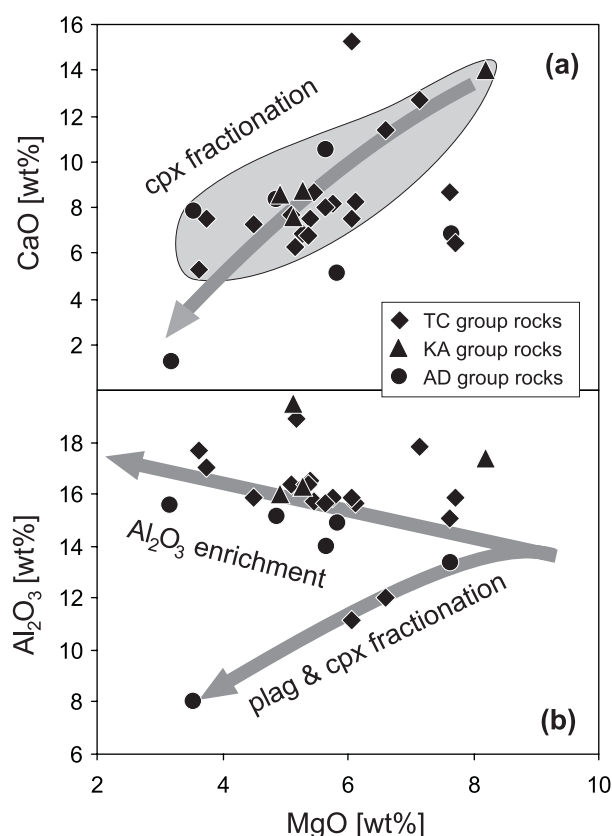 16
14
12
10
8
6
4
2
CaO [wt%]
(a)
cpx fractionation
TC group rocks
KA group rocks
AD group rocks
18
16
14
12
10
8
6
Al₂O₃ [wt%]
Al₂O₃ enrichment
plag & cpx fractionation
(b)
2 4 6 8 10
MgO [wt%]